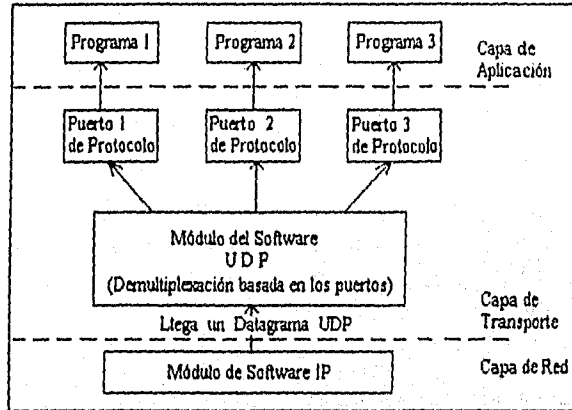 Programa 1
Programa 2
Programa 3
Capa de
Aplicación
Puerto 1
de Protocolo
Puerto 2
de Protocolo
Puerto 3
de Protocolo
Módulo del Software
UDP
(Demultiplexación basada en los puertos)
Llega un Datagrama UDP
Capa de
Transporte
Módulo de Software IP
Capa de Red